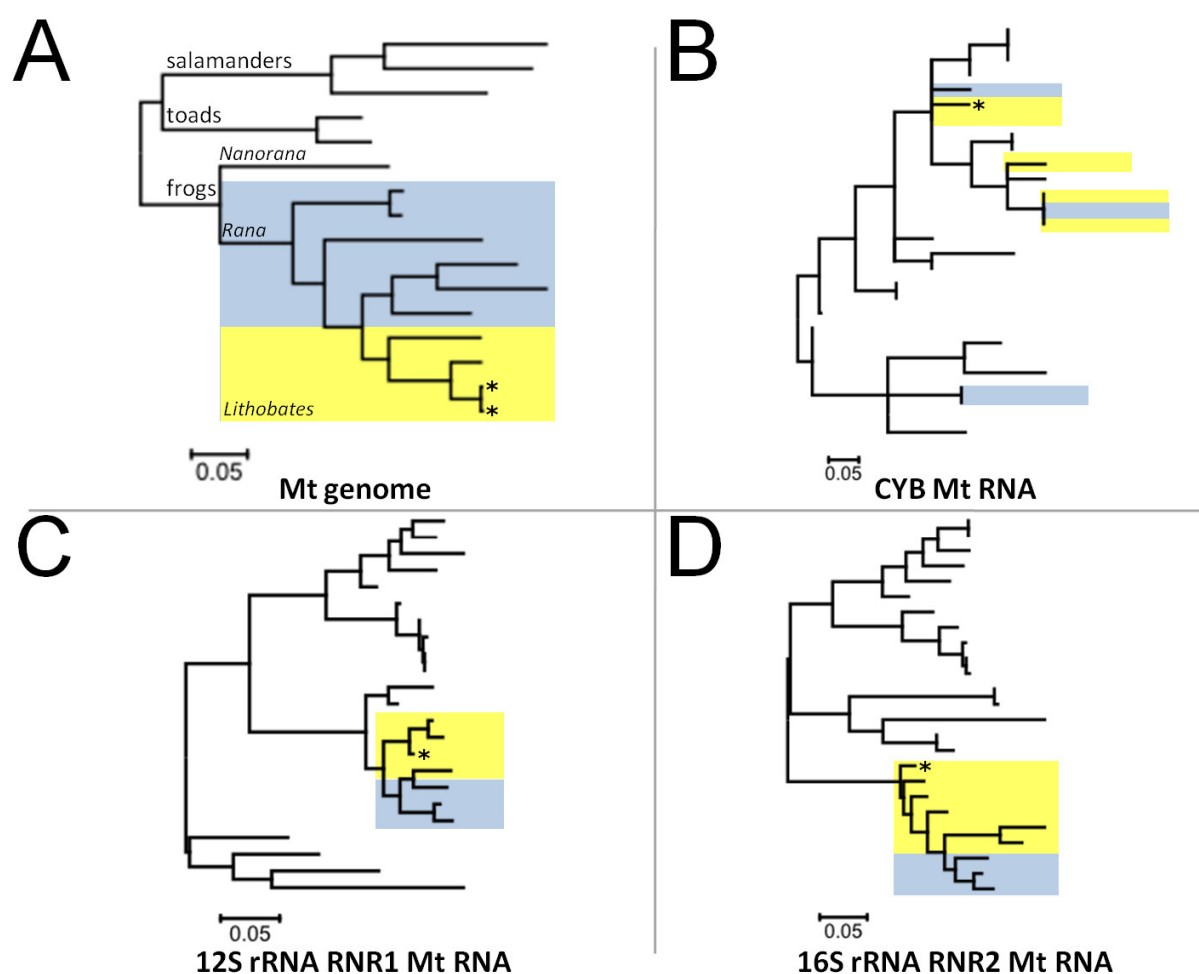 A
salamanders
toads
Nanorana
frogs
Rana
*
*
Lithobates
0.05
Mt genome
B
*
0.05
CYB Mt RNA
C
*
0.05
12S rRNA RNR1 Mt RNA
D
*
0.05
16S rRNA RNR2 Mt RNA